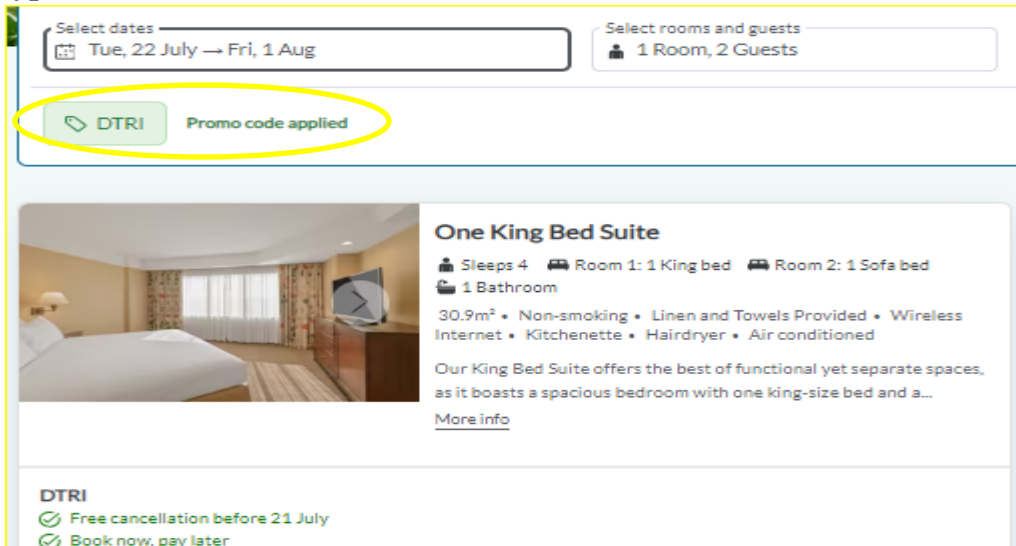 Select dates
Tue, 22 July → Fri, 1 Aug
Select rooms and guests
1 Room, 2 Guests
DTRI Promo code applied
One King Bed Suite
Sleeps 4 Room 1: 1 King bed Room 2: 1 Sofa bed
1 Bathroom
30.9m² • Non-smoking • Linen and Towels Provided • Wireless
Internet • Kitchenette • Hairdryer • Air conditioned
Our King Bed Suite offers the best of functional yet separate spaces,
as it boasts a spacious bedroom with one king-size bed and a...
More info
DTRI
Free cancellation before 21 July
Book now, pay later